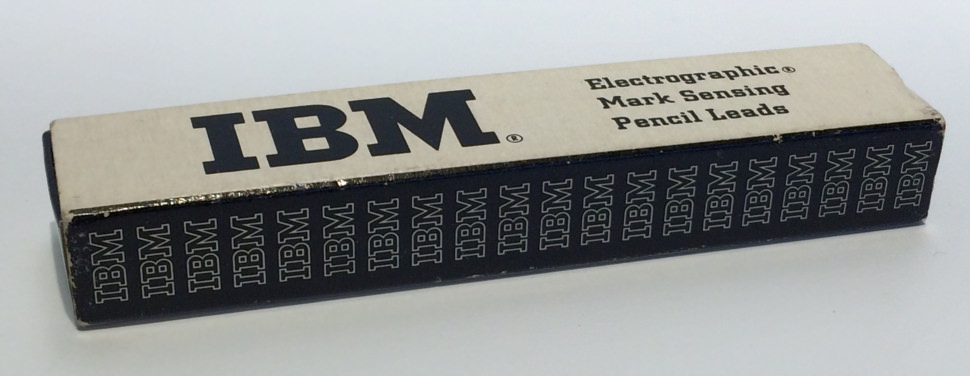 IBM®
Electrographic®
Mark Sensing
Pencil Leads
IBM IBM IBM IBM IBM IBM IBM IBM IBM IBM IBM IBM IBM IBM IBM IBM IBM IBM IBM IBM